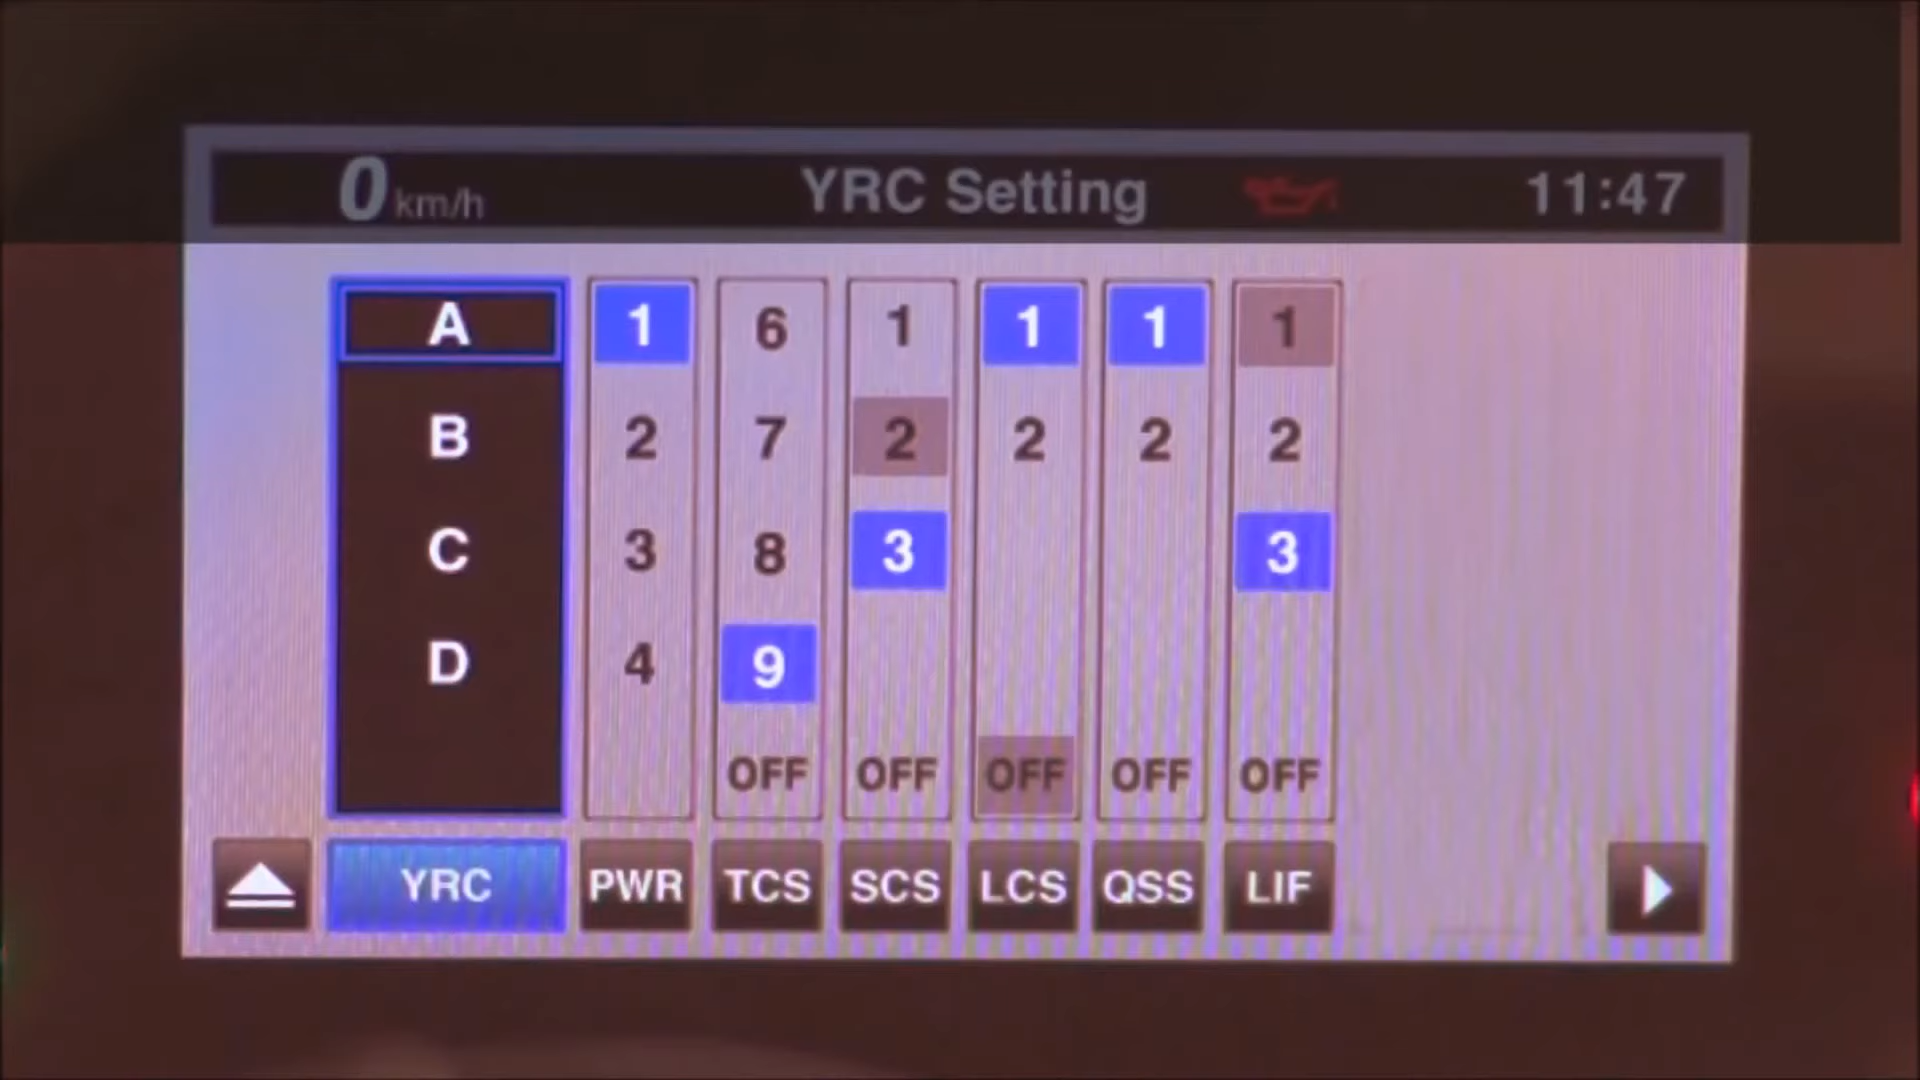 0 km/h YRC Setting 11:47
A 1 6 1 1 1 1
B 2 7 2 2 2 2
C 3 8 3 3
D 4 9
OFF OFF OFF OFF OFF
YRC PWR TCS SCS LCS QSS LIF